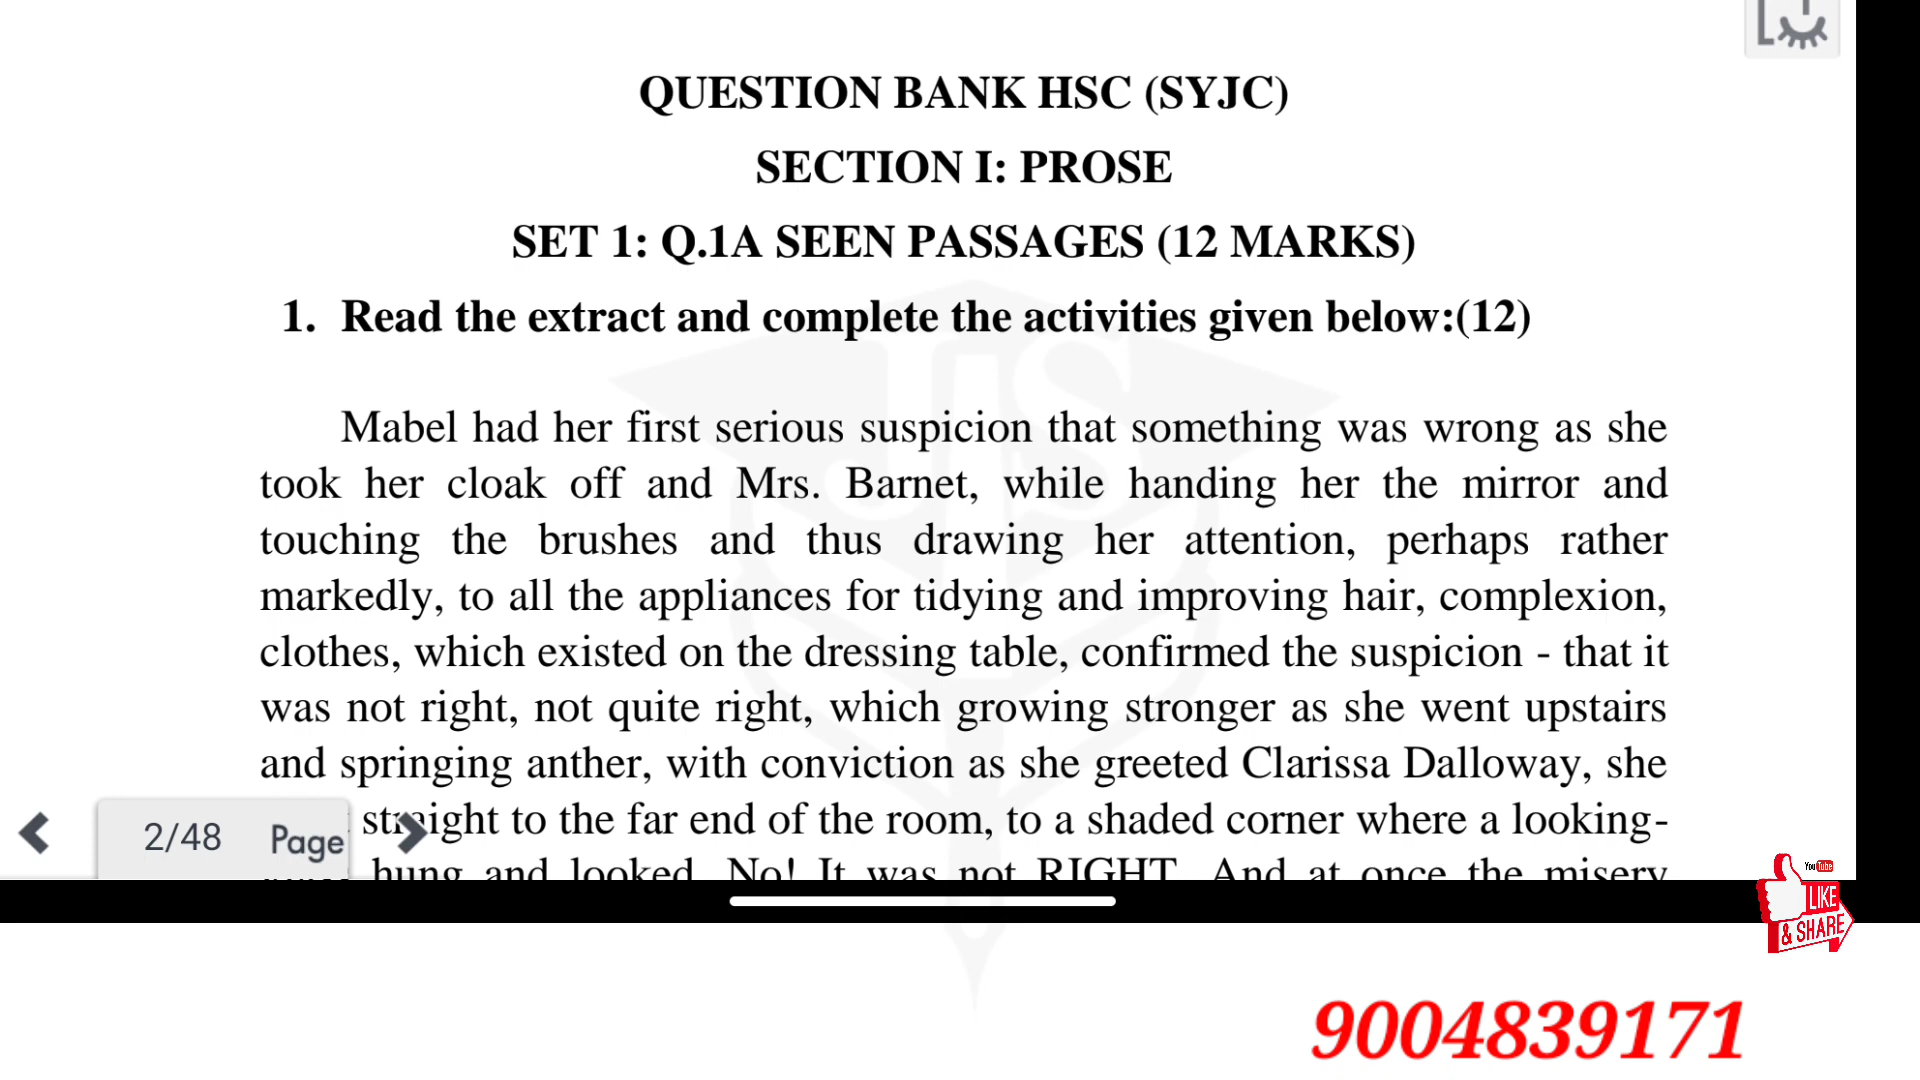 QUESTION BANK HSC (SYJC)
SECTION I: PROSE
SET 1: Q.1A SEEN PASSAGES (12 MARKS)
1. Read the extract and complete the activities given below:(12)
Mabel had her first serious suspicion that something was wrong as she
took her cloak off and Mrs. Barnet, while handing her the mirror and
touching the brushes and thus drawing her attention, perhaps rather
markedly, to all the appliances for tidying and improving hair, complexion,
clothes, which existed on the dressing table, confirmed the suspicion - that it
was not right, not quite right, which growing stronger as she went upstairs
and springing anther, with conviction as she greeted Clarissa Dalloway, she
straight to the far end of the room, to a shaded corner where a looking-
hung and looked. No! It was not RIGHT. And at once the misery
2/48 Page
JS
YouTube
LIKE
& SHARE
9004839171